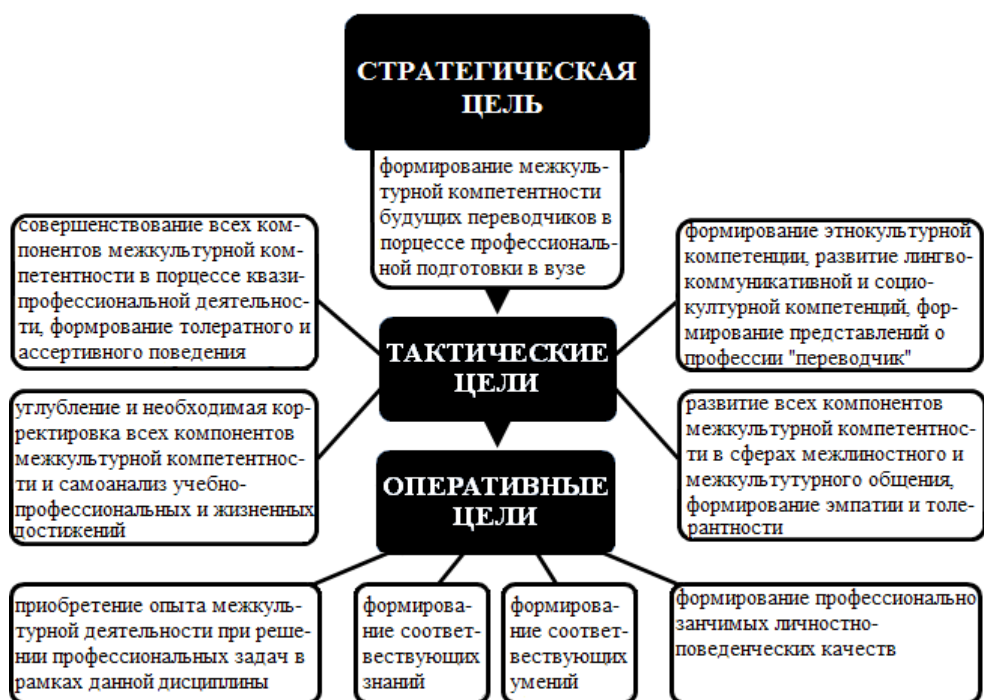 СТРАТЕГИЧЕСКАЯ
ЦЕЛЬ
формирование межкуль-
турной компетентности
будущих переводчиков в
порцессе профессиональ-
ной подготовки в вузе
совершенствование всех ком-
понентов межкультурной ком-
петентности в порцессе квази-
профессиональной деятельнос-
ти, формрование толератного и
ассертивного поведения
формирование этнокультурной
компетенции, развитие лингво-
коммуникативной и социо-
културной компетенций, фор-
мирование представлений о
профессии "переводчик"
ТАКТИЧЕСКИЕ
ЦЕЛИ
углубление и необходимая кор-
ректировка всех компонентов
межкультурной компетентнос-
ти и самоанализ учебно-
профессиональных и жизненных
достижений
развитие всех компонентов
межкультурной компетентнос-
ти в сферах межлиностного и
межкультутурного общения,
формирование эмпатии и толе-
рантности
ОПЕРАТИВНЫЕ
ЦЕЛИ
приобретение опыта межкуль-
турной деятельности при реше-
нии профессиональных задач в
рамках данной дисциплины
формирова-
ние соответ-
вествующих
знаний
формирова-
ние соответ-
вествующих
умений
формирование профессионально
занчимых личностно-
поведенческих качеств